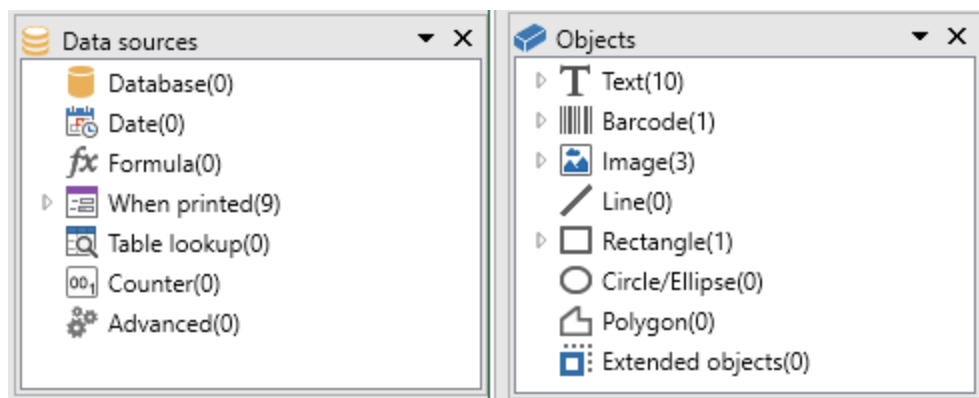 Data sources
Database(0)
Date(0)
Formula(0)
When printed(9)
Table lookup(0)
Counter(0)
Advanced(0)
Objects
Text(10)
Barcode(1)
Image(3)
Line(0)
Rectangle(1)
Circle/Ellipse(0)
Polygon(0)
Extended objects(0)